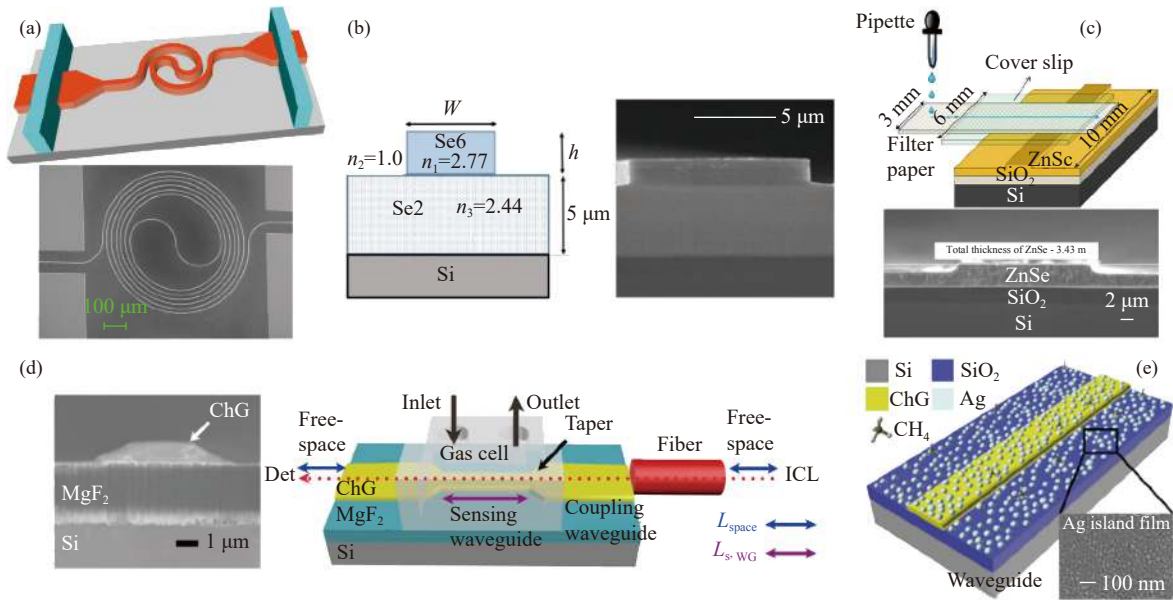 (a)
100 μm
(b)
W
Se6
n₂=1.0
n₁=2.77
h
Se2
n₃=2.44
5 μm
Si
5 μm
(c)
Pipette
Cover slip
3 mm
6 mm
10 mm
Filter
paper
ZnSc
SiO₂
Si
Total thickness of ZnSe - 3.43 m
ZnSe
SiO₂
Si
2 μm
(d)
ChG
MgF₂
Si
1 μm
Inlet
Outlet
Free-
space
Taper
Fiber
Free-
space
Gas cell
Det
ICL
ChG
MgF₂
Sensing
waveguide
Coupling
waveguide
Si
Lspace
Ls, WG
(e)
Si
SiO₂
ChG
Ag
CH₄
Ag island film
100 nm
Waveguide